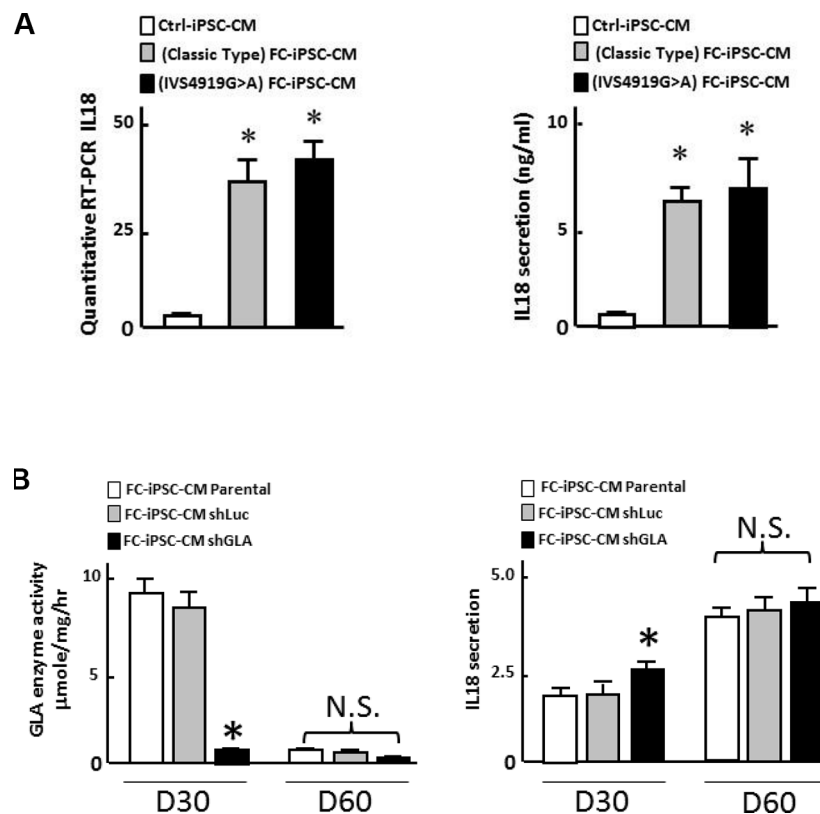 A
Ctrl-iPSC-CM
(Classic Type) FC-iPSC-CM
(IVS4919G>A) FC-iPSC-CM
Quantitative RT-PCR IL18
50
25
0
*
*
Ctrl-iPSC-CM
(Classic Type) FC-iPSC-CM
(IVS4919G>A) FC-iPSC-CM
IL18 secretion (ng/ml)
10
5
0
*
*
B
FC-iPSC-CM Parental
FC-iPSC-CM shLuc
FC-iPSC-CM shGLA
GLA enzyme activity
μmole/mg/hr
10
5
0
*
N.S.
D30
D60
FC-iPSC-CM Parental
FC-iPSC-CM shLuc
FC-iPSC-CM shGLA
IL18 secretion
5.0
2.5
0
*
N.S.
D30
D60